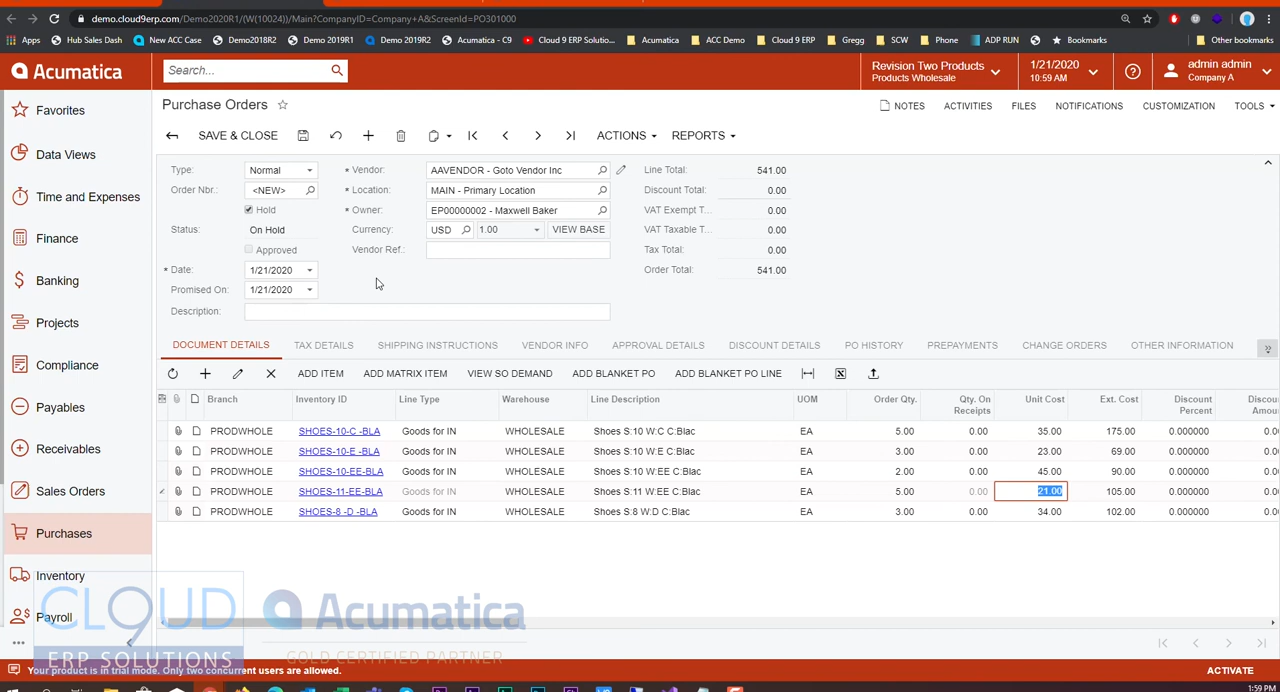 demo.cloud9erp.com/Demo2020R1/(W(10024))/Main?CompanyID=Company+A&ScreenId=PO301000
Apps Hub Sales Dash New ACC Case Demo2018R2 Demo 2019R1 Demo 2019R2 Acumatica - C9 Cloud 9 ERP Solutio... Acumatica ACC Demo Cloud 9 ERP Gregg SCW Phone ADP RUN Bookmarks Other bookmarks
Acumatica Search... Revision Two Products Products Wholesale 1/21/2020 10:59 AM ? admin admin Company A
Favorites
Data Views
Time and Expenses
Finance
Banking
Projects
Compliance
Payables
Receivables
Sales Orders
Purchases
Inventory
Payroll
Purchase Orders NOTES ACTIVITIES FILES NOTIFICATIONS CUSTOMIZATION TOOLS
SAVE & CLOSE ACTIONS REPORTS
Type: Normal * Vendor: AAVENDOR - Goto Vendor Inc Line Total: 541.00
Order Nbr.: <NEW> * Location: MAIN - Primary Location Discount Total: 0.00
Hold * Owner: EP00000002 - Maxwell Baker VAT Exempt T... 0.00
Status: On Hold Currency: USD 1.00 VIEW BASE VAT Taxable T... 0.00
Approved Vendor Ref.: Tax Total: 0.00
* Date: 1/21/2020 Order Total: 541.00
Promised On: 1/21/2020
Description:
DOCUMENT DETAILS TAX DETAILS SHIPPING INSTRUCTIONS VENDOR INFO APPROVAL DETAILS DISCOUNT DETAILS PO HISTORY PREPAYMENTS CHANGE ORDERS OTHER INFORMATION
ADD ITEM ADD MATRIX ITEM VIEW SO DEMAND ADD BLANKET PO ADD BLANKET PO LINE
Branch Inventory ID Line Type Warehouse Line Description UOM Order Qty. Qty. On Receipts Unit Cost Ext. Cost Discount Percent Discount
PRODWHOLE SHOES-10-C -BLA Goods for IN WHOLESALE Shoes S:10 W:C C:Blac EA 5.00 0.00 35.00 175.00 0.000000
PRODWHOLE SHOES-10-E -BLA Goods for IN WHOLESALE Shoes S:10 W:E C:Blac EA 3.00 0.00 23.00 69.00 0.000000
PRODWHOLE SHOES-10-EE-BLA Goods for IN WHOLESALE Shoes S:10 W:EE C:Blac EA 2.00 0.00 45.00 90.00 0.000000
PRODWHOLE SHOES-11-EE-BLA Goods for IN WHOLESALE Shoes S:11 W:EE C:Blac EA 5.00 0.00 21.00 105.00 0.000000
PRODWHOLE SHOES-8 -D -BLA Goods for IN WHOLESALE Shoes S:8 W:D C:Blac EA 3.00 0.00 34.00 102.00 0.000000
CLOUD
ERP SOLUTIONS
Acumatica
GOLD CERTIFIED PARTNER
Your product is in trial mode. Only two concurrent users are allowed. ACTIVATE
1:59 PM